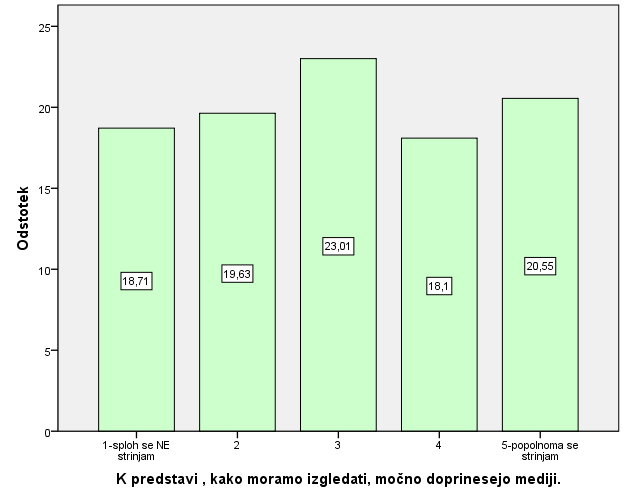 25
20
15
10
5
0
Odstotek
18,71
19,63
23,01
18,1
20,55
1-sploh se NE
strinjam
2
3
4
5-popolnoma se
strinjam
K predstavi , kako moramo izgledati, močno doprinesejo mediji.